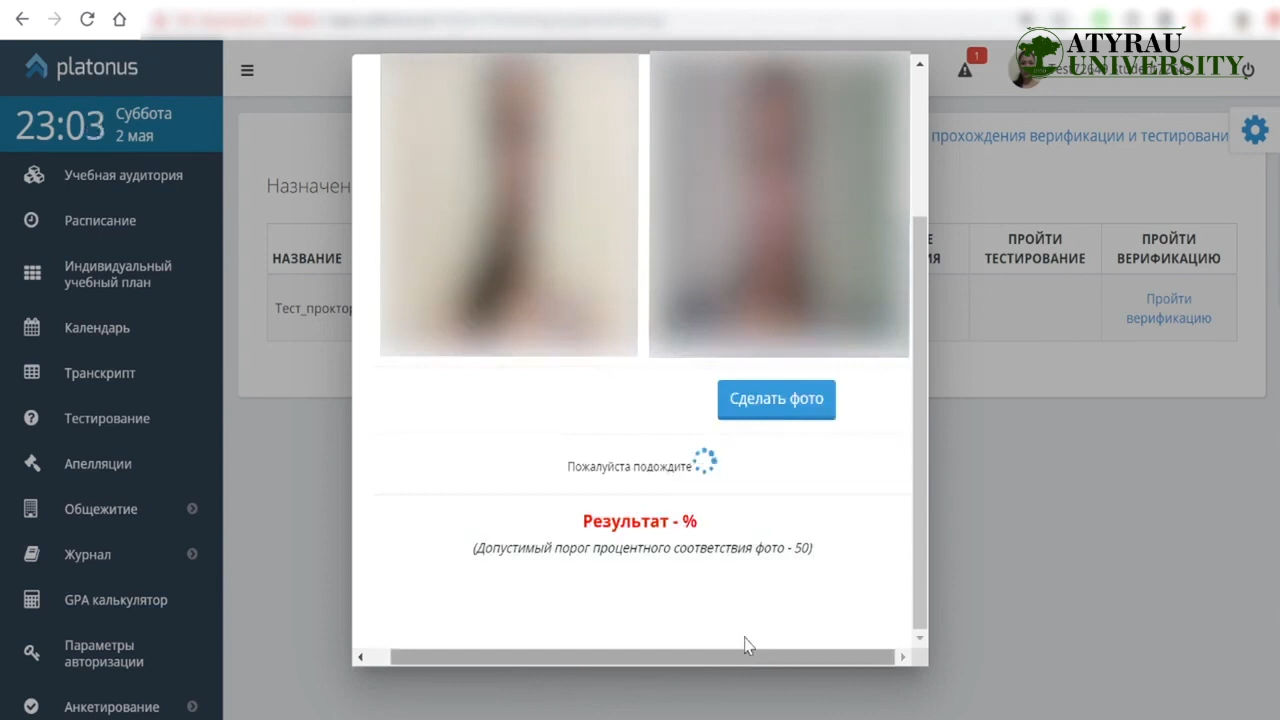 ATYRAU
UNIVERSITY
platonus
1
23:03
Суббота
2 мая
прохождения верификации и тестировани
Учебная аудитория
Расписание
Индивидуальный
учебный план
Календарь
Транскрипт
Тестирование
Апелляции
Общежитие
Журнал
GPA калькулятор
Параметры
авторизации
Анкетирование
Назначен
НАЗВАНИЕ
Е
ИЯ
ПРОЙТИ
ТЕСТИРОВАНИЕ
ПРОЙТИ
ВЕРИФИКАЦИЮ
Тест_проктор
Пройти
верификацию
Сделать фото
Пожалуйста подождите
Результат - %
(Допустимый порог процентного соответствия фото - 50)